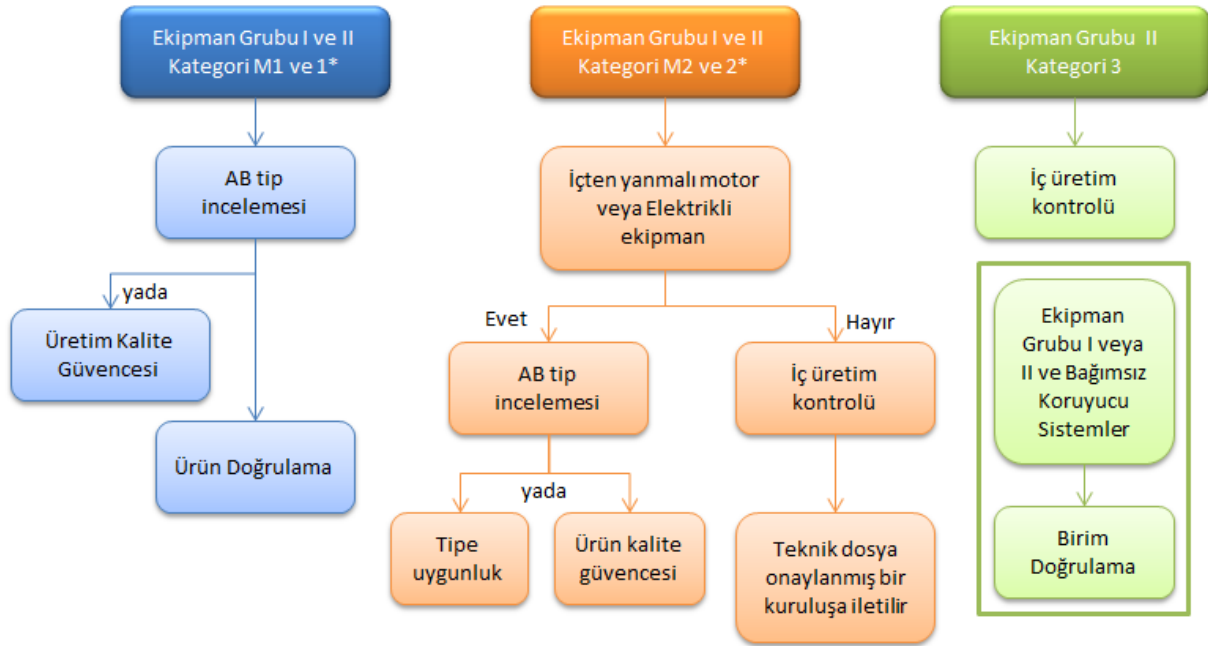 Ekipman Grubu I ve II
Kategori M1 ve 1*
AB tip
incelemesi
yada
Üretim Kalite
Güvencesi
Ürün Doğrulama
Ekipman Grubu I ve II
Kategori M2 ve 2*
İçten yanmalı motor
veya Elektrikli
ekipman
Evet
Hayır
AB tip
incelemesi
İç üretim
kontrolü
yada
Tipe
uygunluk
Ürün kalite
güvencesi
Teknik dosya
onaylanmış bir
kuruluşa iletilir
Ekipman Grubu II
Kategori 3
İç üretim
kontrolü
Ekipman
Grubu I veya
II ve Bağımsız
Koruyucu
Sistemler
Birim
Doğrulama